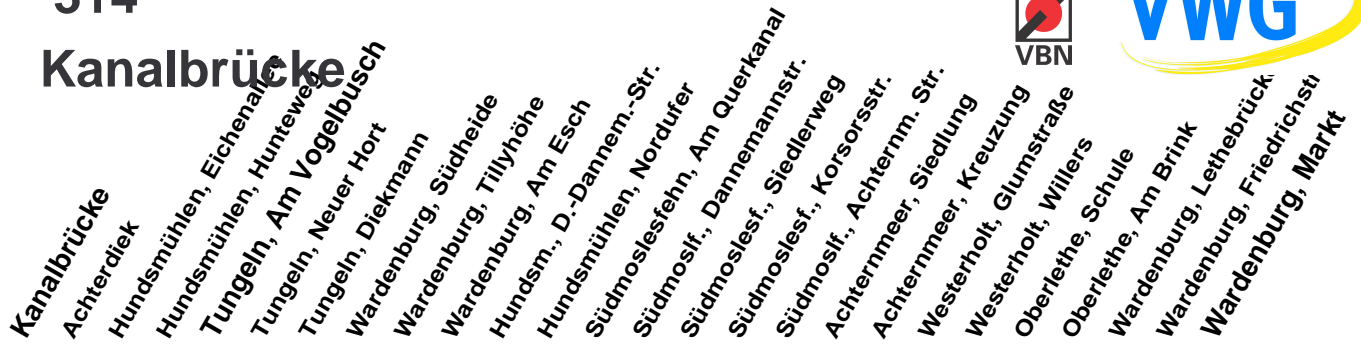 314
Kanalbrücke
VBN
VWG
Kanalbrücke
Achterdiek
Hundsmühlen, Eichenallee
Hundsmühlen, Hunteweg
Tungeln, Am Vogelbusch
Tungeln, Neuer Hort
Tungeln, Diekmann
Wardenburg, Südheide
Wardenburg, Tillyhöhe
Wardenburg, Am Esch
Hundsm., D.-Dannem.-Str.
Hundsmühlen, Nordufer
Südmoslesfehn, Am Querkanal
Südmoslf., Dannemannstr.
Südmoslesf., Siedlerweg
Südmoslesf., Korsorsstr.
Südmoslf., Achternm. Str.
Achternmeer, Siedlung
Achternmeer, Kreuzung
Westerholt, Glumstraße
Westerholt, Willers
Oberlethe, Schule
Oberlethe, Am Brink
Wardenburg, Lethebrück
Wardenburg, Friedrichstr
Wardenburg, Markt